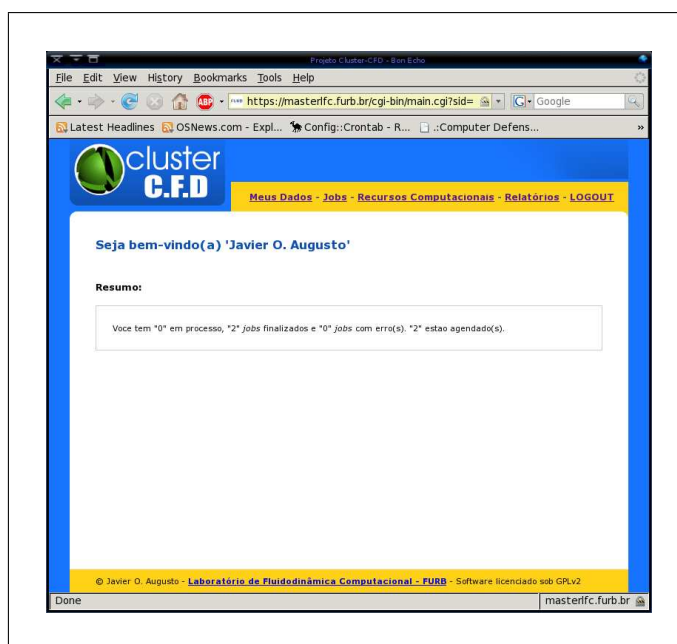 Projeto Cluster-CFD - Bon Echo
File Edit View History Bookmarks Tools Help
ABP FURB https://masterlfc.furb.br/cgi-bin/main.cgi?sid= G Google
Latest Headlines OSNews.com - Expl... Config::Crontab - R... .:Computer Defens... »
cluster
C.F.D
Meus Dados - Jobs - Recursos Computacionais - Relatórios - LOGOUT
Seja bem-vindo(a) 'Javier O. Augusto'
Resumo:
Voce tem "0" em processo, "2" jobs finalizados e "0" jobs com erro(s). "2" estao agendado(s).
© Javier O. Augusto - Laboratório de Fluidodinâmica Computacional - FURB - Software licenciado sob GPLv2
Done masterlfc.furb.br